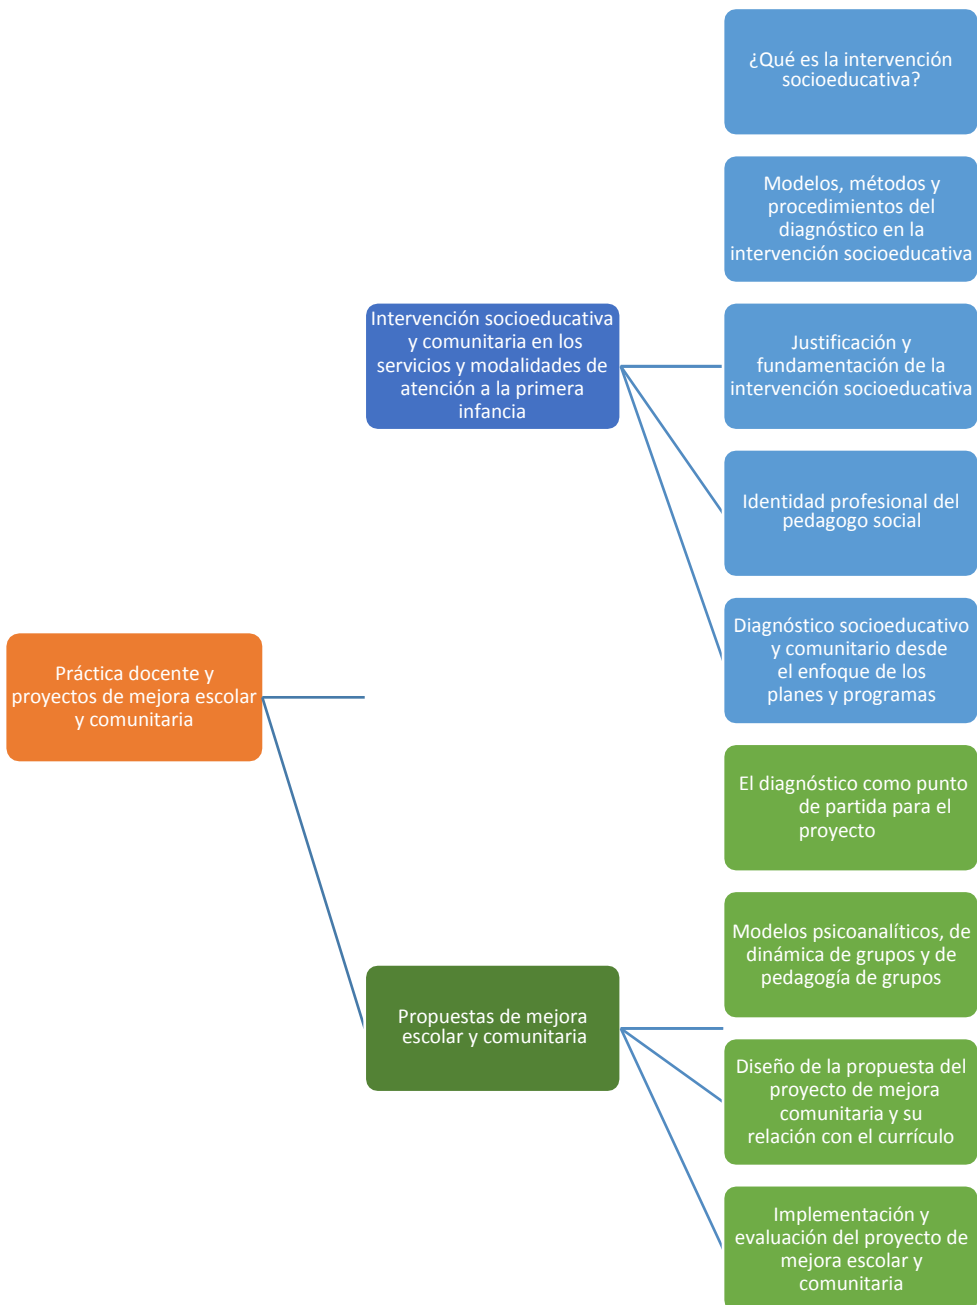 ¿Qué es la intervención
socioeducativa?
Modelos, métodos y
procedimientos del
diagnóstico en la
intervención socioeducativa
Intervención socioeducativa
y comunitaria en los
servicios y modalidades de
atención a la primera
infancia
Justificación y
fundamentación de la
intervención socioeducativa
Identidad profesional del
pedagogo social
Diagnóstico socioeducativo
y comunitario desde
el enfoque de los
planes y programas
Práctica docente y
proyectos de mejora escolar
y comunitaria
El diagnóstico como punto
de partida para el
proyecto
Modelos psicoanalíticos, de
dinámica de grupos y de
pedagogía de grupos
Propuestas de mejora
escolar y comunitaria
Diseño de la propuesta del
proyecto de mejora
comunitaria y su
relación con el currículo
Implementación y
evaluación del proyecto de
mejora escolar y
comunitaria